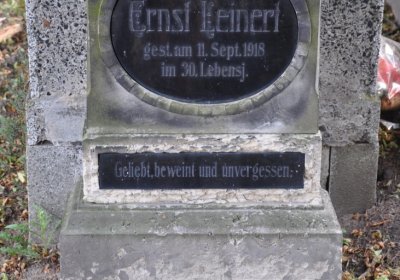 Ernst Leinert
gest. am 11. Sept. 1918
im 30. Lebensj.
Geliebt, beweint und unvergessen.